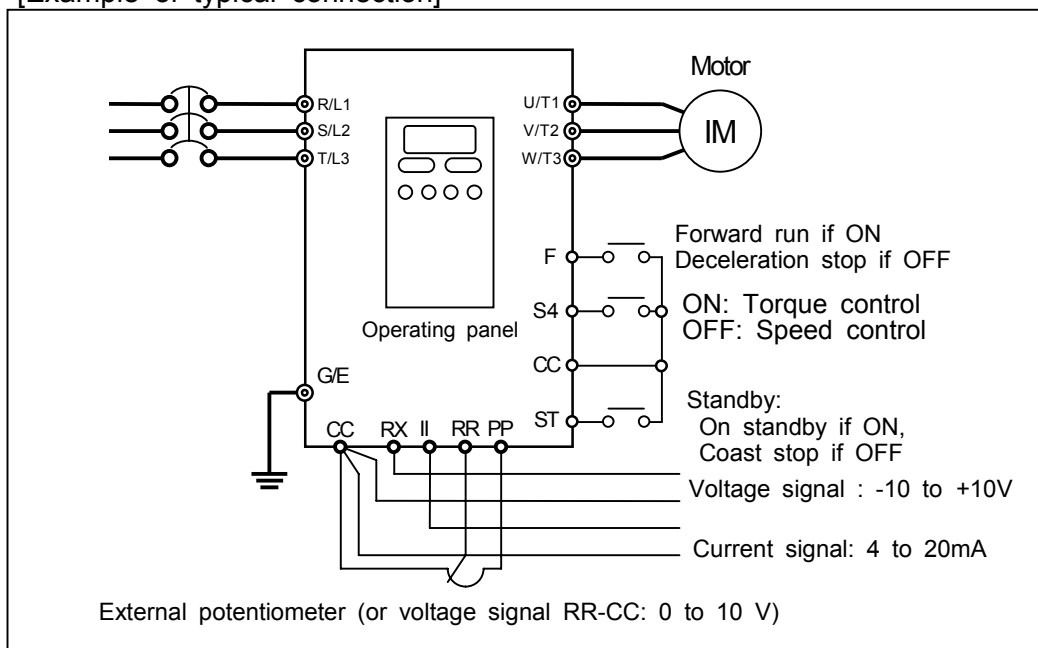 [Example of typical connection]
Motor
R/L1
U/T1
S/L2
V/T2
IM
T/L3
W/T3
F
Forward run if ON
Deceleration stop if OFF
S4
ON: Torque control
OFF: Speed control
Operating panel
CC
G/E
ST
Standby:
On standby if ON,
Coast stop if OFF
CC RX II RR PP
Voltage signal : -10 to +10V
Current signal: 4 to 20mA
External potentiometer (or voltage signal RR-CC: 0 to 10 V)